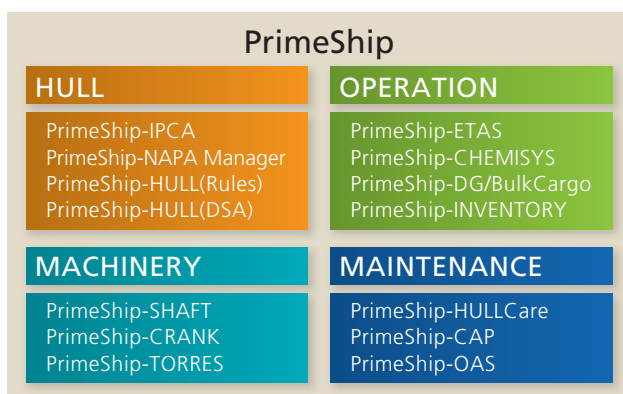 PrimeShip
HULL
PrimeShip-IPCA
PrimeShip-NAPA Manager
PrimeShip-HULL(Rules)
PrimeShip-HULL(DSA)
OPERATION
PrimeShip-ETAS
PrimeShip-CHEMISYS
PrimeShip-DG/BulkCargo
PrimeShip-INVENTORY
MACHINERY
PrimeShip-SHAFT
PrimeShip-CRANK
PrimeShip-TORRES
MAINTENANCE
PrimeShip-HULLCare
PrimeShip-CAP
PrimeShip-OAS